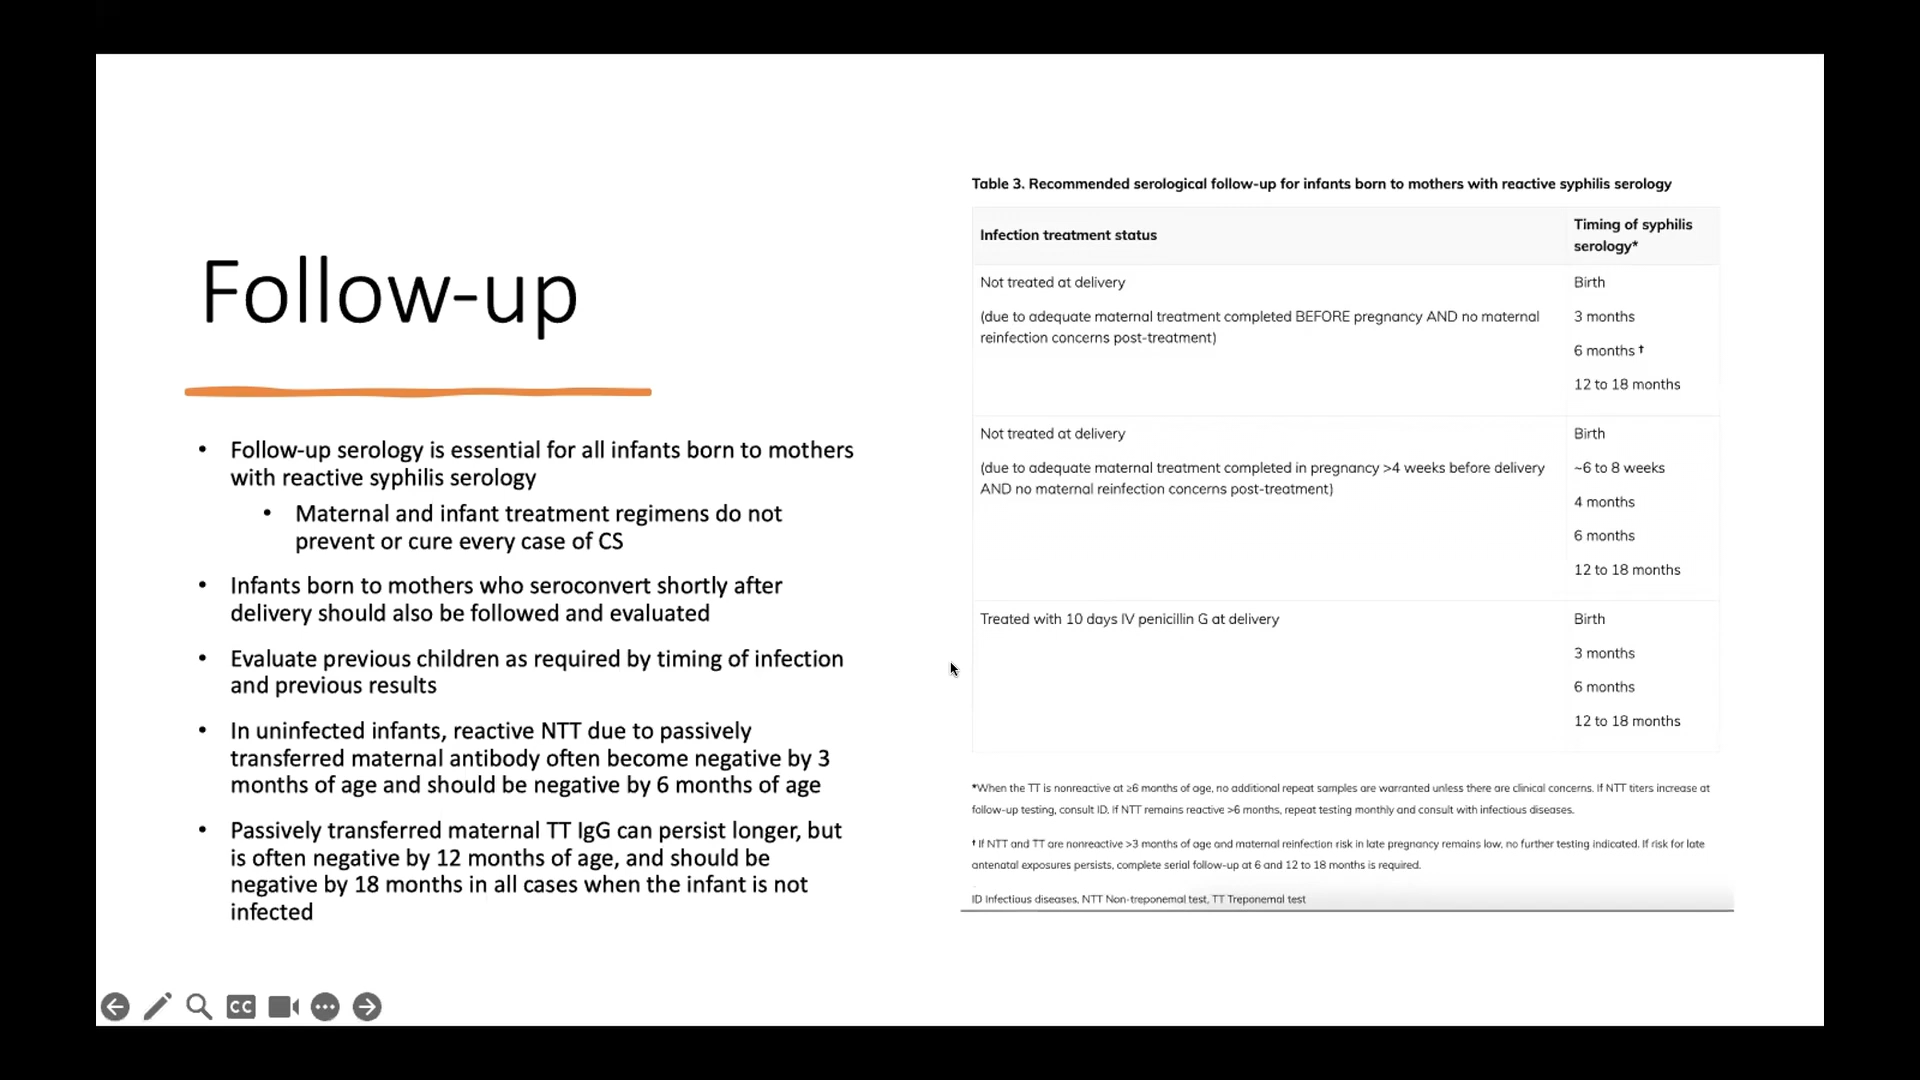 Follow-up
• Follow-up serology is essential for all infants born to mothers
with reactive syphilis serology
• Maternal and infant treatment regimens do not
prevent or cure every case of CS
• Infants born to mothers who seroconvert shortly after
delivery should also be followed and evaluated
• Evaluate previous children as required by timing of infection
and previous results
• In uninfected infants, reactive NTT due to passively
transferred maternal antibody often become negative by 3
months of age and should be negative by 6 months of age
• Passively transferred maternal TT IgG can persist longer, but
is often negative by 12 months of age, and should be
negative by 18 months in all cases when the infant is not
infected
Table 3. Recommended serological follow-up for infants born to mothers with reactive syphilis serology
Infection treatment status
Timing of syphilis
serology*
Not treated at delivery
(due to adequate maternal treatment completed BEFORE pregnancy AND no maternal
reinfection concerns post-treatment)
Birth
3 months
6 months †
12 to 18 months
Not treated at delivery
(due to adequate maternal treatment completed in pregnancy >4 weeks before delivery
AND no maternal reinfection concerns post-treatment)
Birth
~6 to 8 weeks
4 months
6 months
12 to 18 months
Treated with 10 days IV penicillin G at delivery
Birth
3 months
6 months
12 to 18 months
*When the TT is nonreactive at ≥6 months of age, no additional repeat samples are warranted unless there are clinical concerns. If NTT titers increase at
follow-up testing, consult ID. If NTT remains reactive >6 months, repeat testing monthly and consult with infectious diseases.
† If NTT and TT are nonreactive >3 months of age and maternal reinfection risk in late pregnancy remains low, no further testing indicated. If risk for late
antenatal exposures persists, complete serial follow-up at 6 and 12 to 18 months is required.
ID Infectious diseases, NTT Non-treponemal test, TT Treponemal test
CC